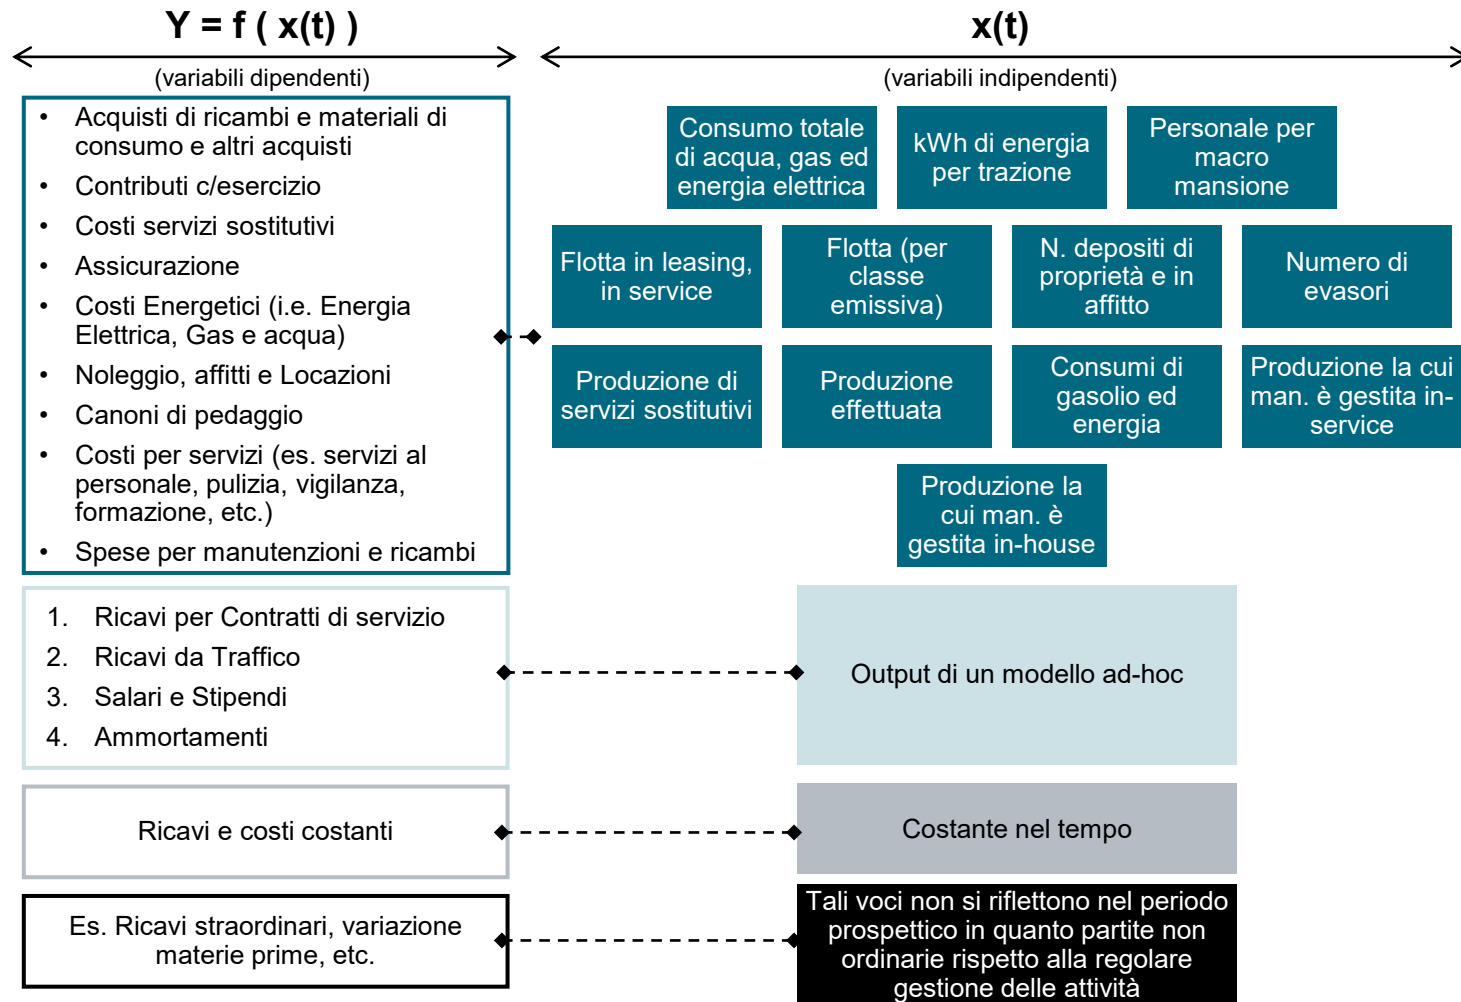 Y = f ( x(t) )
x(t)
(variabili dipendenti)
(variabili indipendenti)
• Acquisti di ricambi e materiali di
consumo e altri acquisti
• Contributi c/esercizio
• Costi servizi sostitutivi
• Assicurazione
• Costi Energetici (i.e. Energia
Elettrica, Gas e acqua)
• Noleggio, affitti e Locazioni
• Canoni di pedaggio
• Costi per servizi (es. servizi al
personale, pulizia, vigilanza,
formazione, etc.)
• Spese per manutenzioni e ricambi
Consumo totale
di acqua, gas ed
energia elettrica
kWh di energia
per trazione
Personale per
macro
mansione
Flotta in leasing,
in service
Flotta (per
classe
emissiva)
N. depositi di
proprietà e in
affitto
Numero di
evasori
Produzione di
servizi sostitutivi
Produzione
effettuata
Consumi di
gasolio ed
energia
Produzione la cui
man. è gestita in-
service
Produzione la
cui man. è
gestita in-house
1. Ricavi per Contratti di servizio
2. Ricavi da Traffico
3. Salari e Stipendi
4. Ammortamenti
Output di un modello ad-hoc
Ricavi e costi costanti
Costante nel tempo
Es. Ricavi straordinari, variazione
materie prime, etc.
Tali voci non si riflettono nel periodo
prospettico in quanto partite non
ordinarie rispetto alla regolare
gestione delle attività